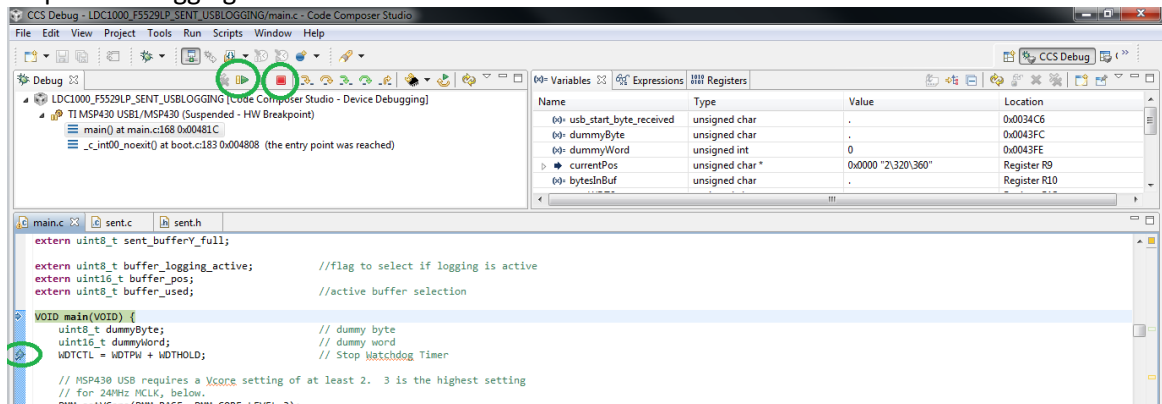 CCS Debug - LDC1000_F5529LP_SENT_USBLOGGING/main.c - Code Composer Studio
File Edit View Project Tools Run Scripts Window Help
CCS Debug
Debug
LDC1000_F5529LP_SENT_USBLOGGING [Code Composer Studio - Device Debugging]
TI MSP430 USB1/MSP430 (Suspended - HW Breakpoint)
main() at main.c:168 0x00481C
_c_int00_noexit() at boot.c:183 0x004808 (the entry point was reached)
(x)= Variables Expressions Registers
Name Type Value Location
(x)= usb_start_byte_received unsigned char . 0x0034C6
(x)= dummyByte unsigned char . 0x0043FC
(x)= dummyWord unsigned int 0 0x0043FE
currentPos unsigned char * 0x0000 "2\320\360" Register R9
(x)= bytesInBuf unsigned char . Register R10
main.c sent.c sent.h
extern uint8_t sent_bufferY_full;
extern uint8_t buffer_logging_active; //flag to select if logging is active
extern uint16_t buffer_pos;
extern uint8_t buffer_used; //active buffer selection
VOID main(VOID) {
uint8_t dummyByte; // dummy byte
uint16_t dummyWord; // dummy word
WDTCTL = WDTPW + WDTHOLD; // Stop Watchdog Timer
// MSP430 USB requires a Vcore setting of at least 2. 3 is the highest setting
// for 24MHz MCLK, below.